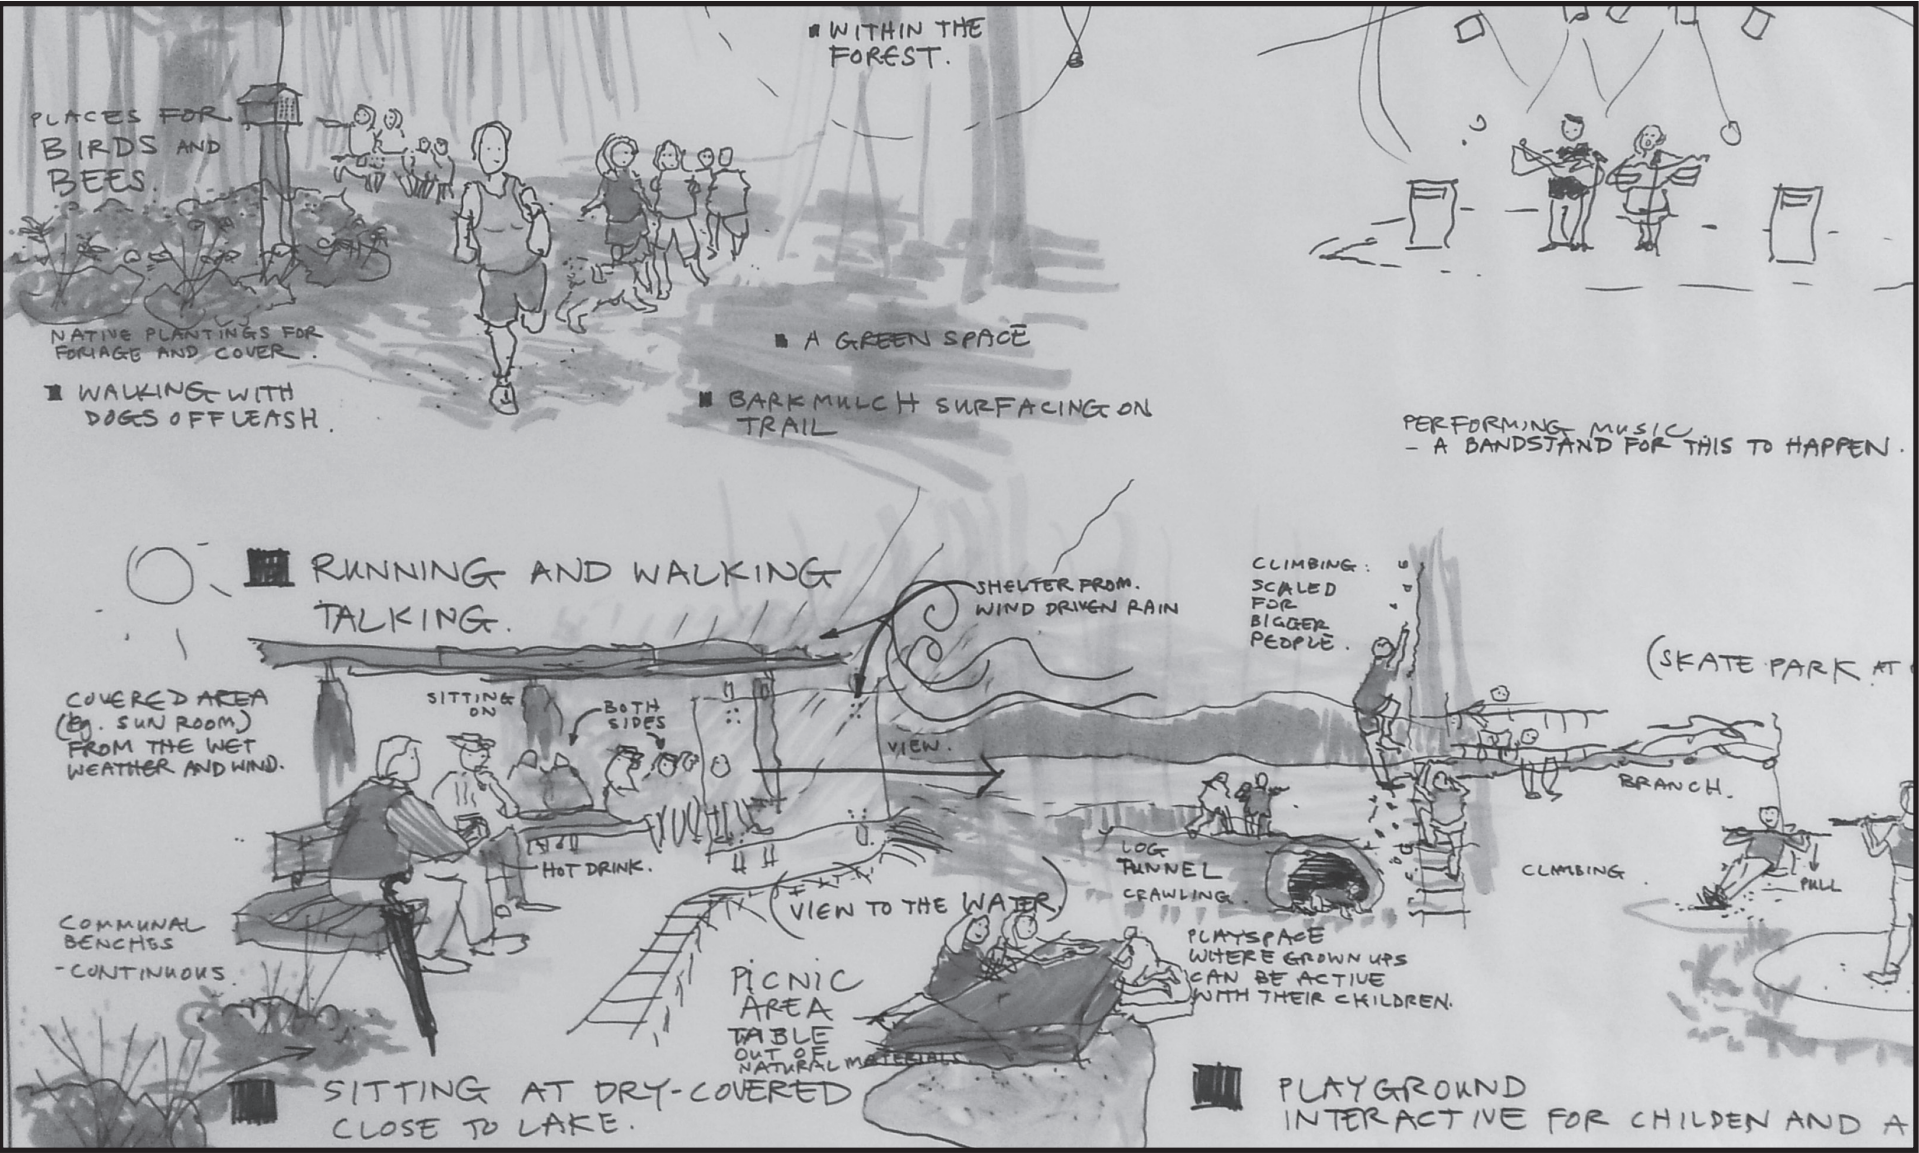 ■ WITHIN THE
FOREST.
PLACES FOR
BIRDS AND
BEES.
NATIVE PLANTINGS FOR
FORIAGE AND COVER.
■ WALKING WITH
DOGS OFF LEASH.
■ A GREEN SPACE
■ BARK MULCH SURFACING ON
TRAIL
PERFORMING MUSIC
- A BANDSTAND FOR THIS TO HAPPEN.
■ RUNNING AND WALKING
TALKING.
SHELTER FROM.
WIND DRIVEN RAIN
CLIMBING:
SCALED
FOR
BIGGER
PEOPLE.
(SKATE PARK AT
COVERED AREA
(Eg. SUN ROOM)
FROM THE WET
WEATHER AND WIND.
SITTING
ON
BOTH
SIDES
VIEW.
BRANCH.
HOT DRINK.
LOG
TUNNEL
CRAWLING.
CLIMBING
PULL
COMMUNAL
BENCHES
- CONTINUOUS
(VIEW TO THE WATER)
PICNIC
AREA
TABLE
OUT OF
NATURAL MATERIALS.
PLAYSPACE
WHERE GROWN UPS
CAN BE ACTIVE
WITH THEIR CHILDREN.
■ SITTING AT DRY-COVERED
CLOSE TO LAKE.
■ PLAYGROUND
INTERACTIVE FOR CHILDEN AND A